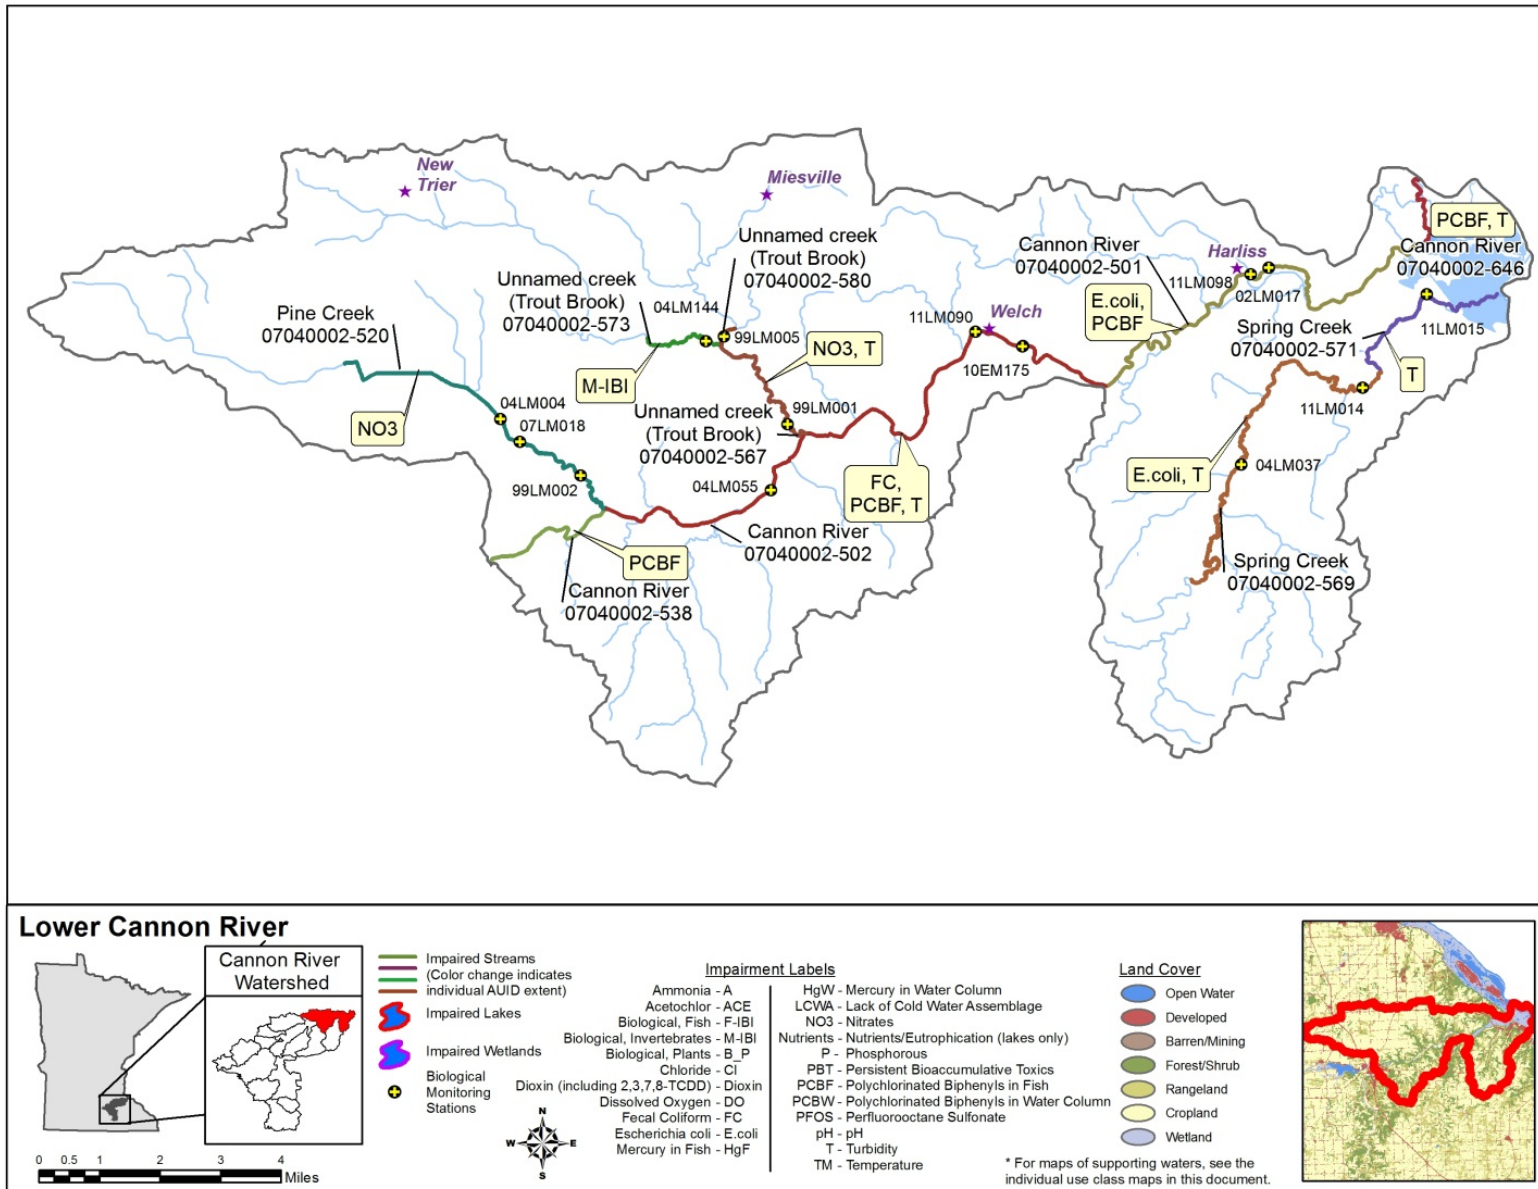 New
Trier
Miesville
Unnamed creek
(Trout Brook)
07040002-580
Unnamed creek
(Trout Brook)
07040002-573
04LM144
99LM005
Pine Creek
07040002-520
NO3
04LM004
07LM018
99LM002
M-IBI
NO3, T
99LM001
Unnamed creek
(Trout Brook)
07040002-567
04LM055
Cannon River
07040002-502
PCBF
Cannon River
07040002-538
FC,
PCBF, T
11LM090
Welch
10EM175
Cannon River
07040002-501
E.coli,
PCBF
Harliss
11LM098
02LM017
PCBF, T
Cannon River
07040002-646
Spring Creek
07040002-571
11LM015
T
11LM014
E.coli, T
04LM037
Spring Creek
07040002-569
Lower Cannon River
Cannon River
Watershed
0 0.5 1 2 3 4
Miles
Impaired Streams
(Color change indicates
individual AUID extent)
Impaired Lakes
Impaired Wetlands
Biological
Monitoring
Stations
N
W E
S
Impairment Labels
Ammonia - A
Acetochlor - ACE
Biological, Fish - F-IBI
Biological, Invertebrates - M-IBI
Biological, Plants - B_P
Chloride - Cl
Dioxin (including 2,3,7,8-TCDD) - Dioxin
Dissolved Oxygen - DO
Fecal Coliform - FC
Escherichia coli - E.coli
Mercury in Fish - HgF
HgW - Mercury in Water Column
LCWA - Lack of Cold Water Assemblage
NO3 - Nitrates
Nutrients - Nutrients/Eutrophication (lakes only)
P - Phosphorous
PBT - Persistent Bioaccumulative Toxics
PCBF - Polychlorinated Biphenyls in Fish
PCBW - Polychlorinated Biphenyls in Water Column
PFOS - Perfluorooctane Sulfonate
pH - pH
T - Turbidity
TM - Temperature
Land Cover
Open Water
Developed
Barren/Mining
Forest/Shrub
Rangeland
Cropland
Wetland
* For maps of supporting waters, see the
individual use class maps in this document.